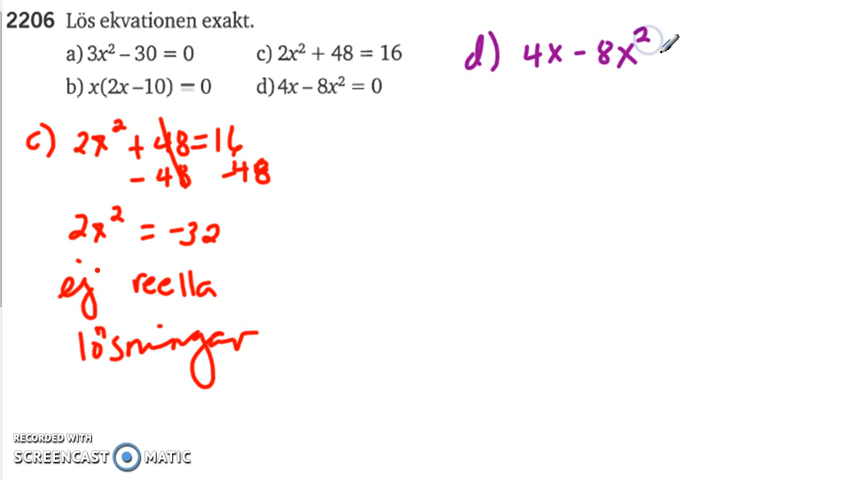 2206 Lös ekvationen exakt.
a) 3x² – 30 = 0 c) 2x² + 48 = 16
b) x(2x –10) = 0 d) 4x – 8x² = 0
d) 4x - 8x²
c) 2x² + 48 = 16
- 48 -48
2x² = -32
ej reella
lösningar
RECORDED WITH
SCREENCAST MATIC